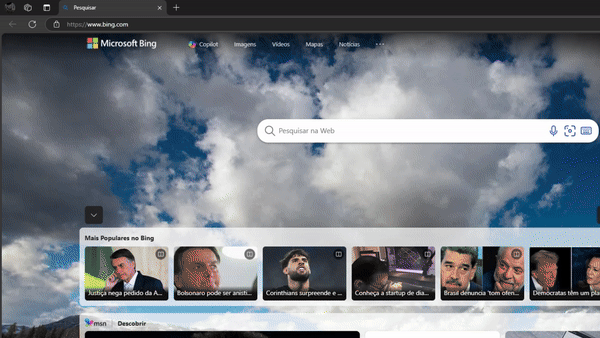 Pesquisar
https://www.bing.com
Microsoft Bing
Copilot
Imagens
Vídeos
Mapas
Notícias
Pesquisar na Web
Mais Populares no Bing
Justiça nega pedido da A...
Bolsonaro pode ser anisti...
Corinthians surpreende e ...
Conheça a startup de dia...
Brasil denuncia 'tom ofen...
Democratas têm um pla
msn
Descobrir